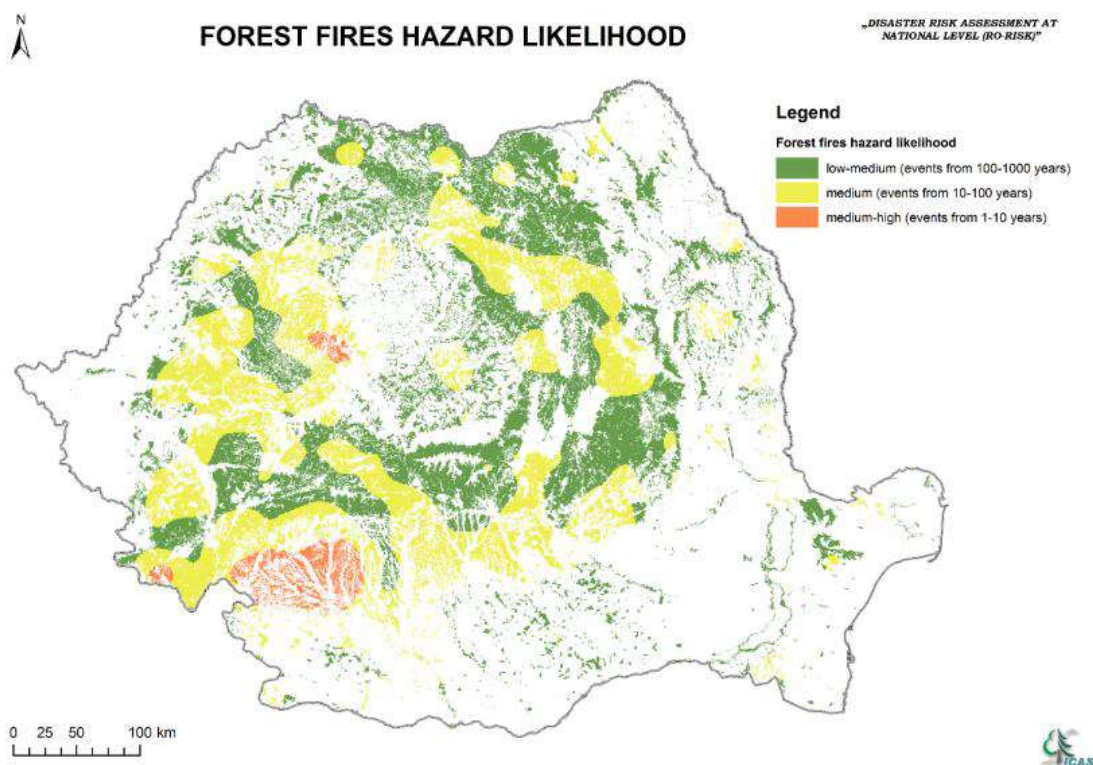 N
FOREST FIRES HAZARD LIKELIHOOD
„DISASTER RISK ASSESSMENT AT
NATIONAL LEVEL (RO-RISK)”
Legend
Forest fires hazard likelihood
low-medium (events from 100-1000 years)
medium (events from 10-100 years)
medium-high (events from 1-10 years)
0 25 50 100 km
ICAS